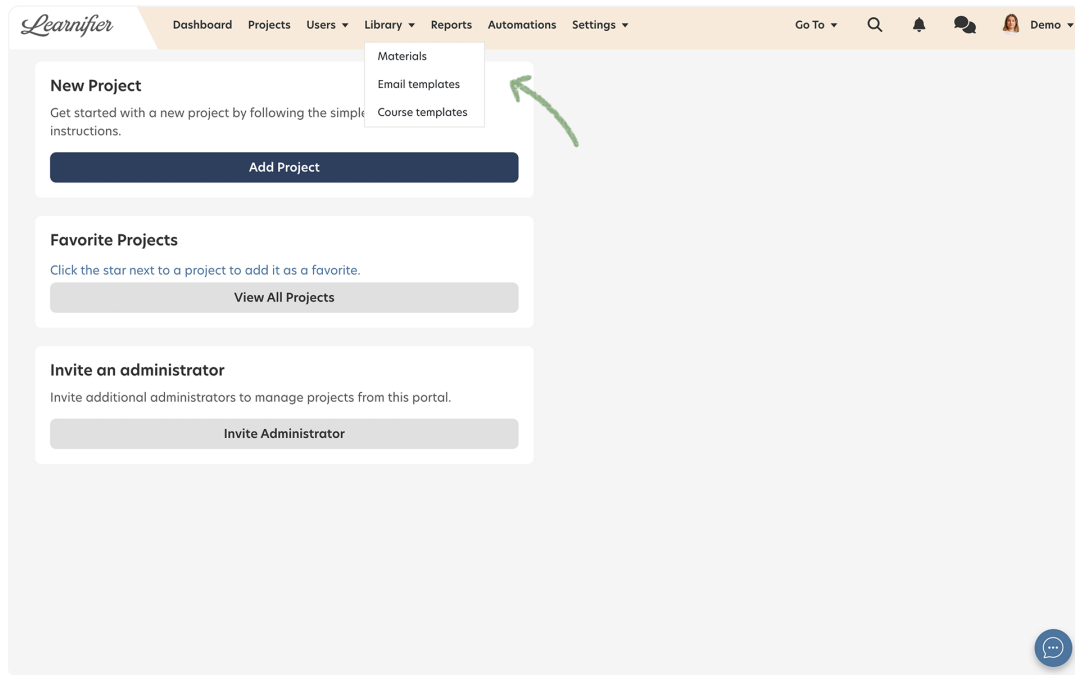 Learnifier
Dashboard Projects Users Library Reports Automations Settings Go To Demo
Materials
Email templates
Course templates
New Project
Get started with a new project by following the simple
instructions.
Add Project
Favorite Projects
Click the star next to a project to add it as a favorite.
View All Projects
Invite an administrator
Invite additional administrators to manage projects from this portal.
Invite Administrator